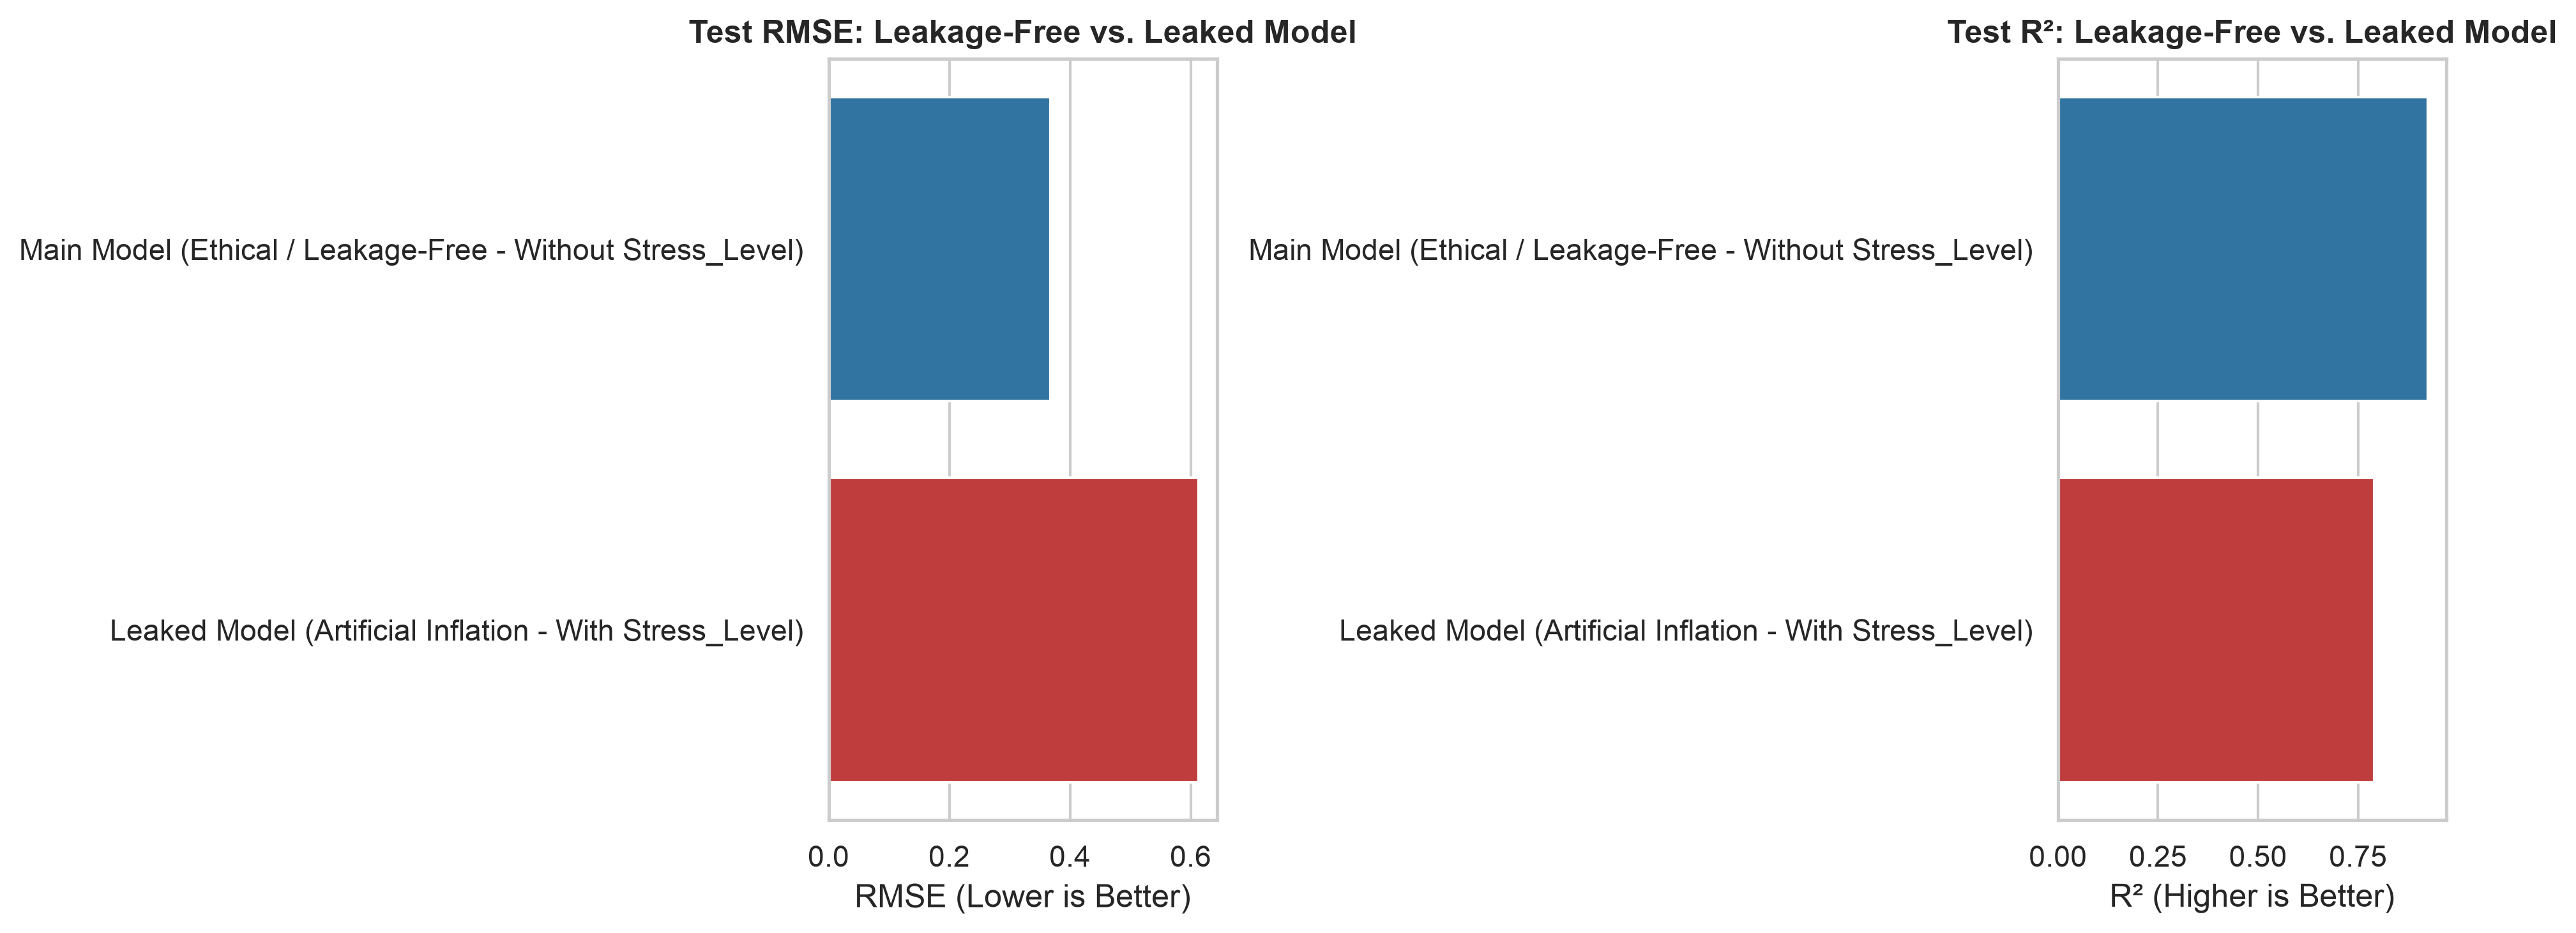 Test RMSE: Leakage-Free vs. Leaked Model
Main Model (Ethical / Leakage-Free - Without Stress_Level)
Leaked Model (Artificial Inflation - With Stress_Level)
0.0 0.2 0.4 0.6
RMSE (Lower is Better)
Test R²: Leakage-Free vs. Leaked Model
Main Model (Ethical / Leakage-Free - Without Stress_Level)
Leaked Model (Artificial Inflation - With Stress_Level)
0.00 0.25 0.50 0.75
R² (Higher is Better)